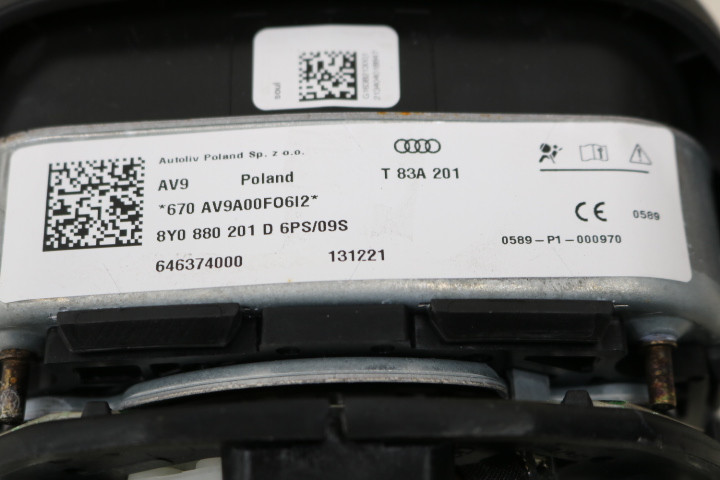 soul
Autoliv Poland Sp. z o.o.
AV9 Poland
T 83A 201
*670 AV9A00FO6I2*
8Y0 880 201 D 6PS/09S
646374000 131221
CE 0589
0589-P1-000970